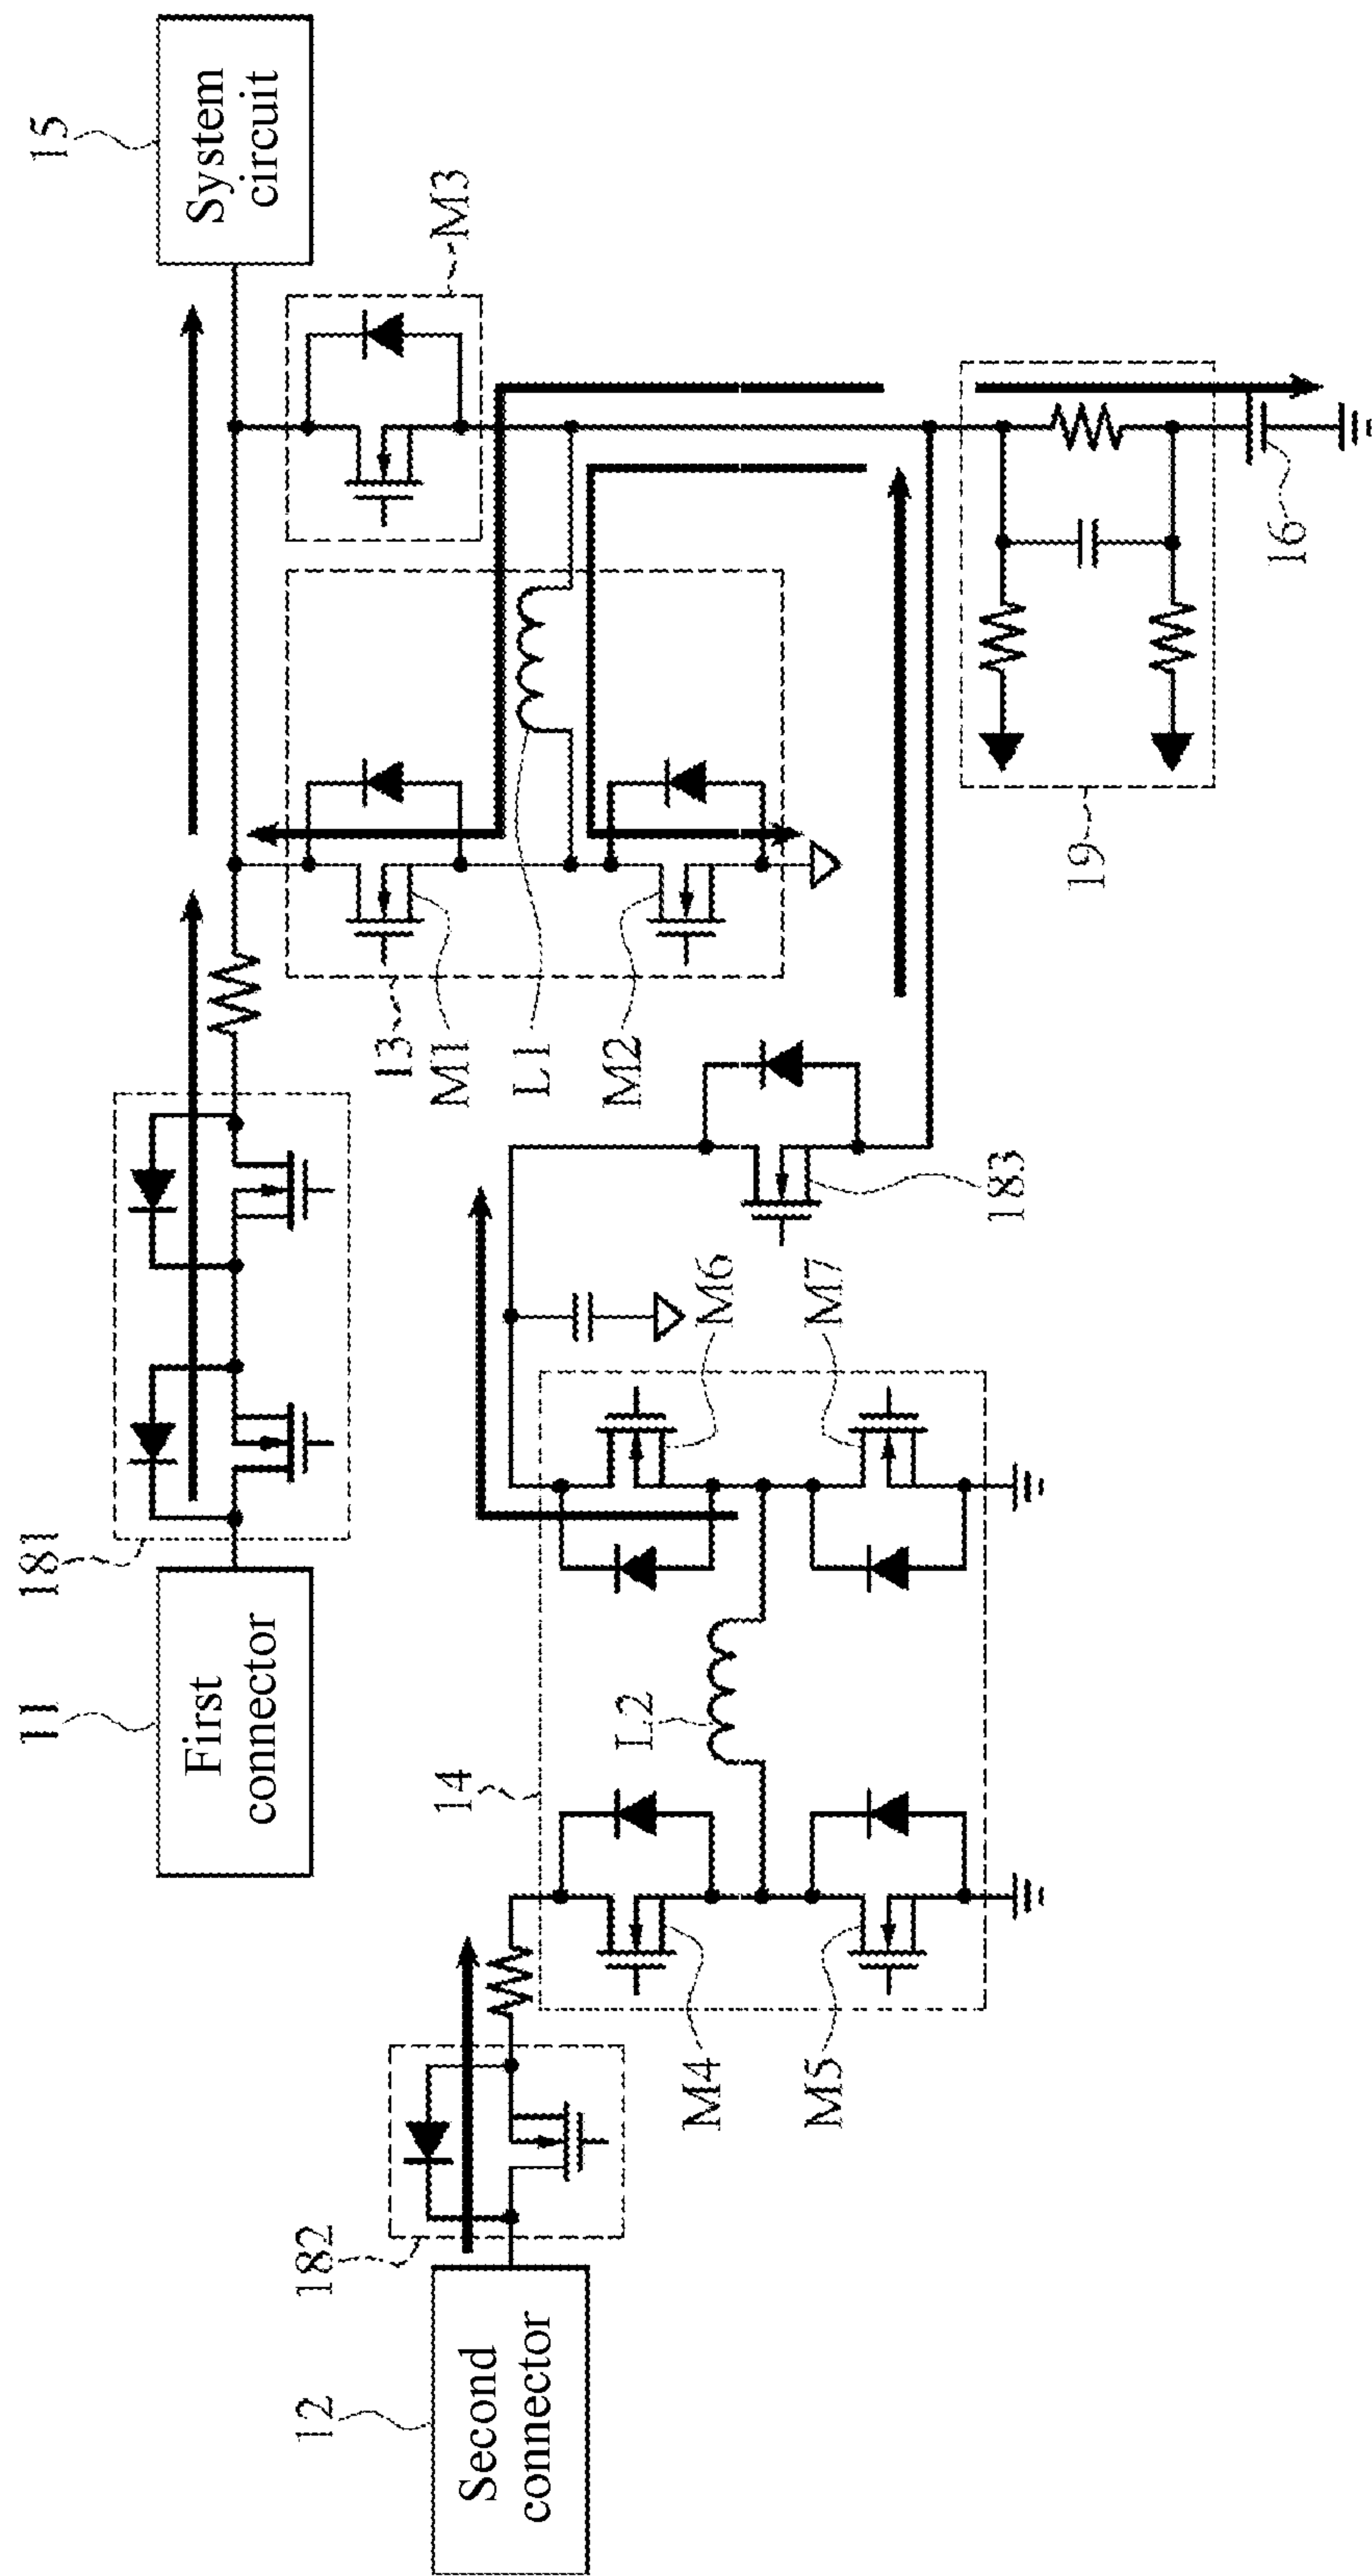 11
First
connector
181
15
System
circuit
M3
13
M1
L1
M2
12
Second
connector
182
14
L2
M4
M5
M6
M7
183
19
16